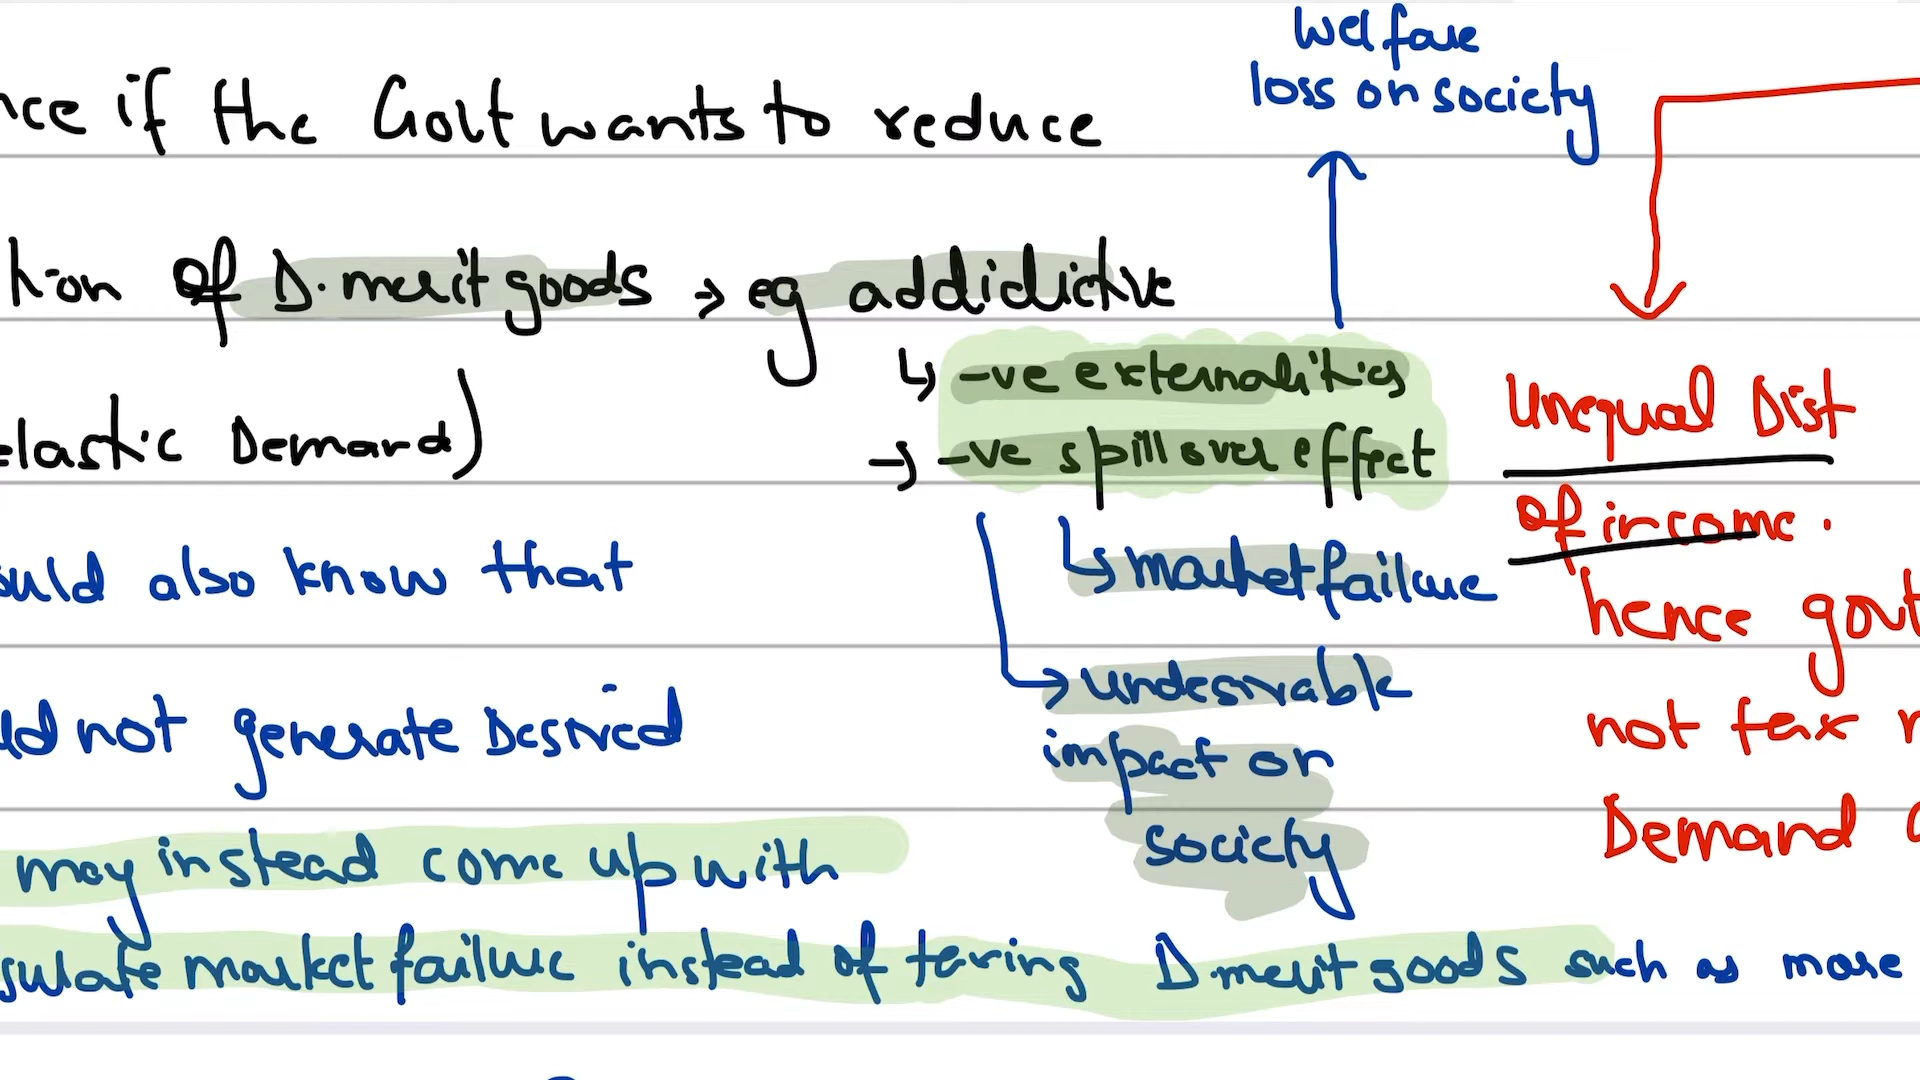 Welfare
loss on society
nce if the Govt wants to reduce
tion of D.merit goods → eg addidictive
↳ -ve externalities
elastic Demand)
→ -ve spill over effect
Unequal Dist
of income.
ould also know that
↳ market failure
hence govt
→ undesirable
impact on
society
ld not generate Desired
not tax
Demand
may instead come up with
gulate market failure instead of taxing D.merit goods such as more